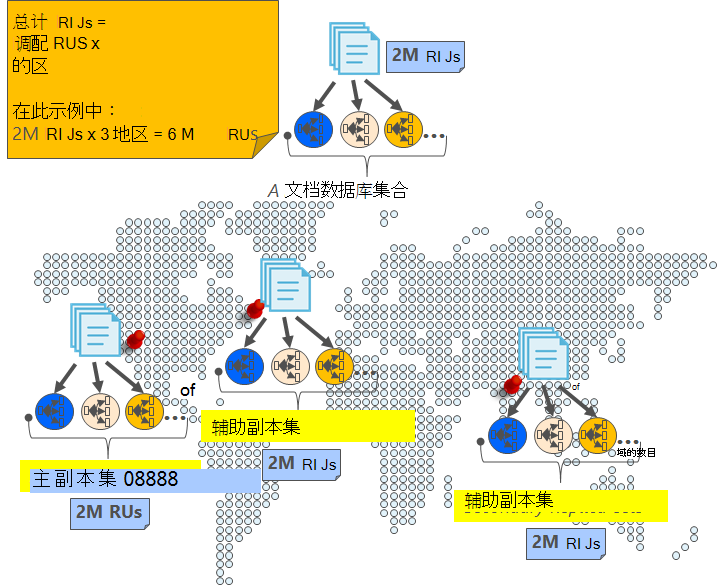 总计 RI Js =
调配 RUS x
的区
在此示例中：
2M RI Js x 3 地区 = 6 M RUS
2M RI Js
A 文档数据库集合
of
辅助副本集
2M RI Js
主副本集 08888
2M RUs
of
域的数目
辅助副本集
2M RI Js